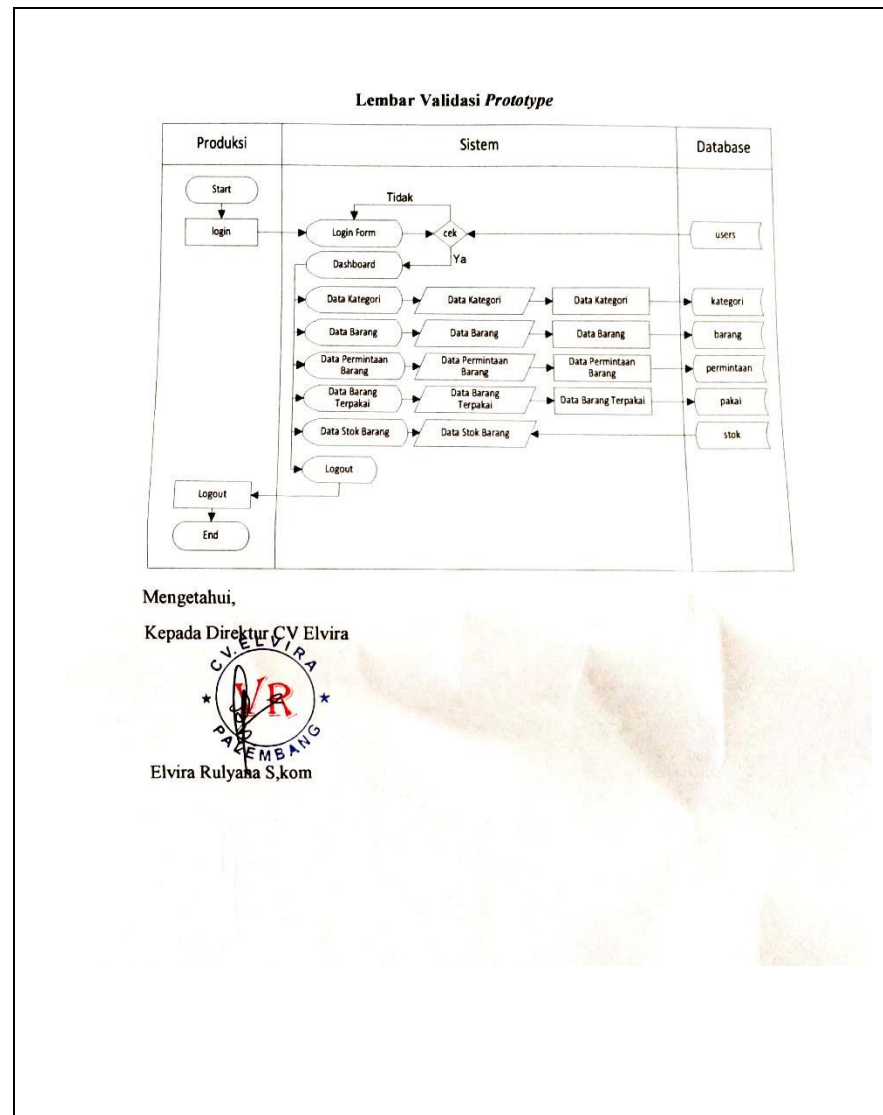 Lembar Validasi Prototype
Produksi
Sistem
Database
Start
Tidak
login
Login Form
cek
users
Ya
Dashboard
Data Kategori
Data Kategori
Data Kategori
kategori
Data Barang
Data Barang
Data Barang
barang
Data Permintaan
Barang
Data Permintaan
Barang
Data Permintaan
Barang
permintaan
Data Barang
Terpakai
Data Barang
Terpakai
Data Barang Terpakai
pakai
Data Stok Barang
Data Stok Barang
stok
Logout
Logout
End
Mengetahui,
Kepada Direktur CV Elvira
CV. ELVIRA
VR
PALEMBANG
Elvira Rulyana S,kom